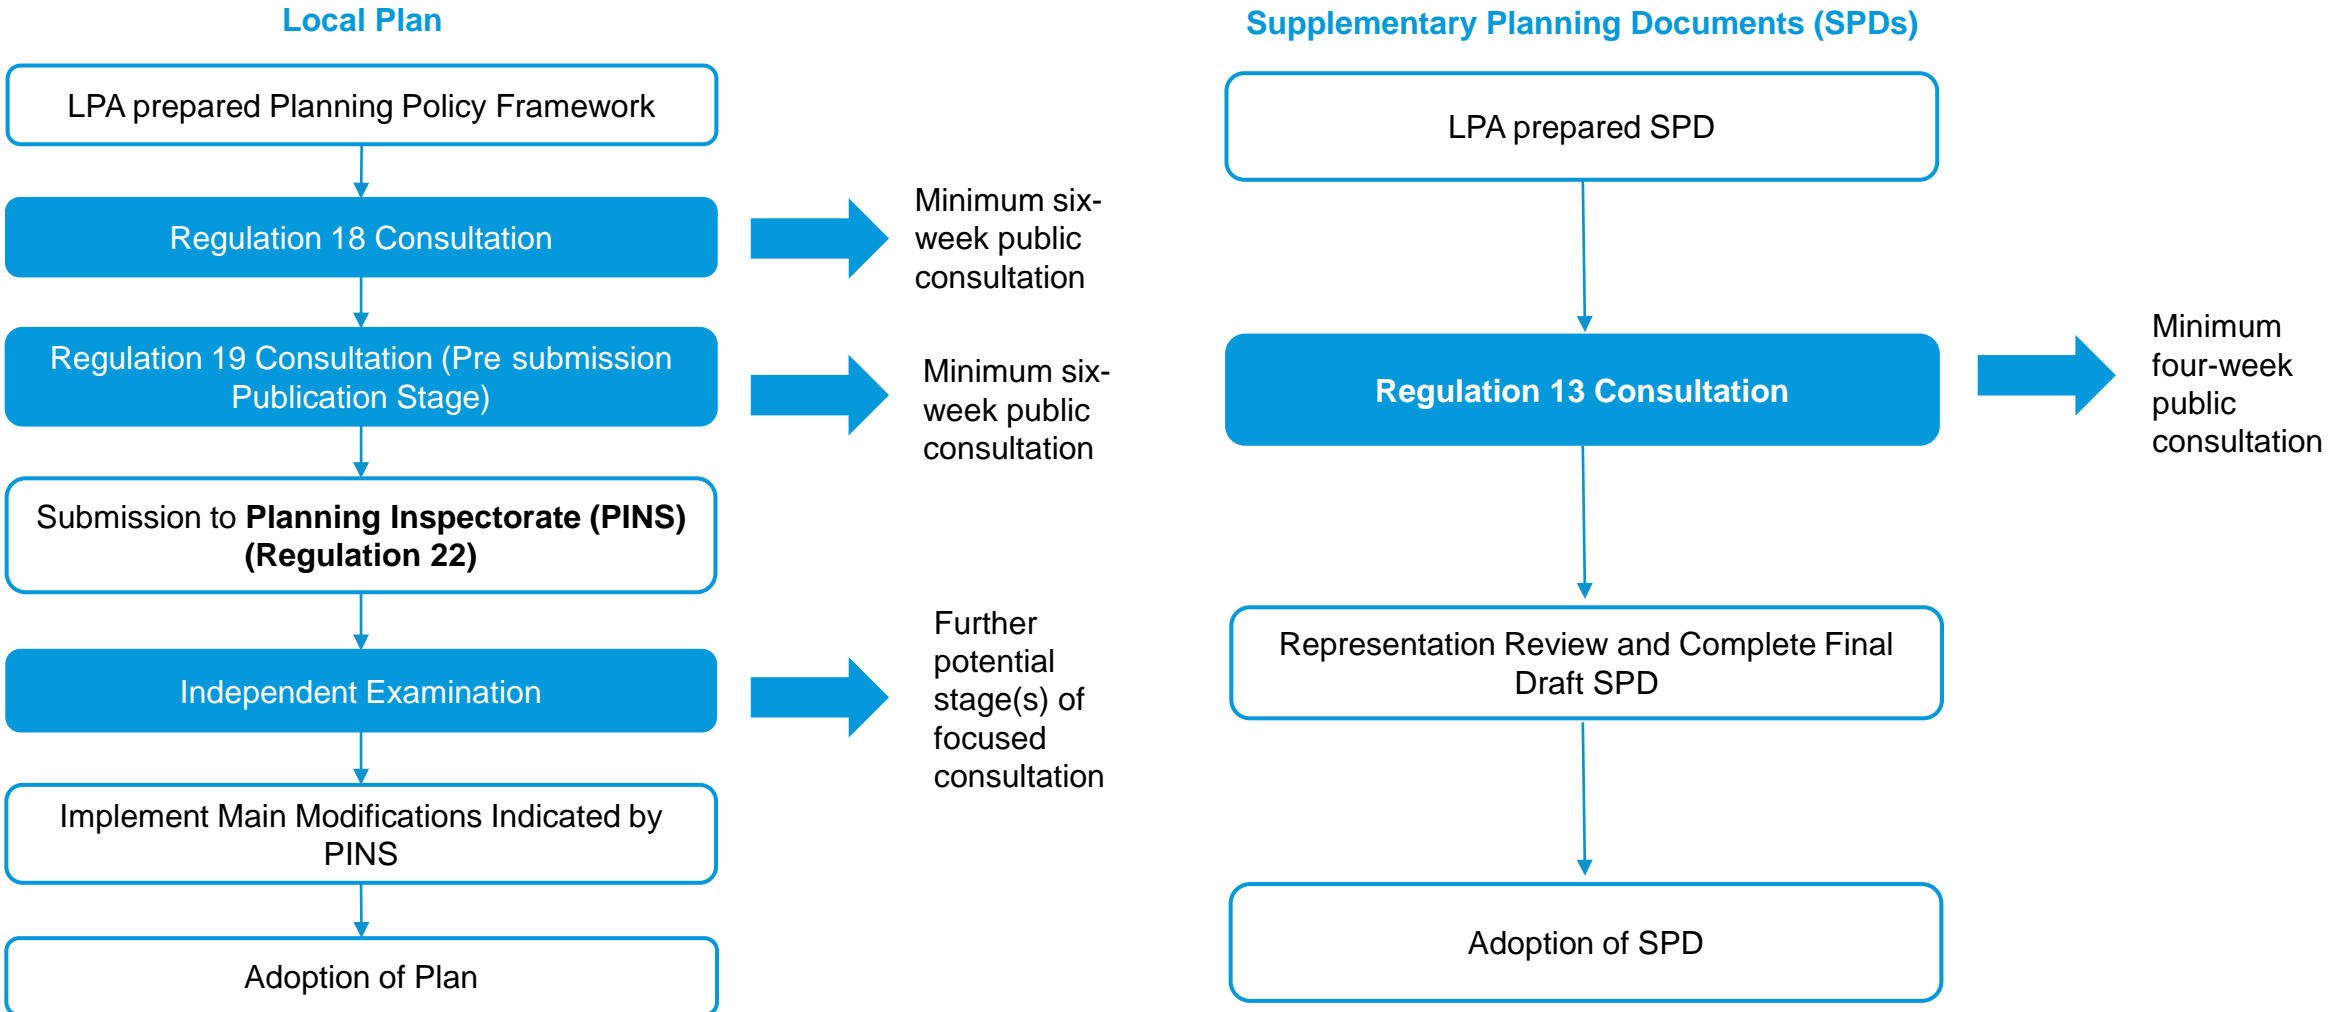 Local Plan
LPA prepared Planning Policy Framework
Regulation 18 Consultation
Minimum six-
week public
consultation
Regulation 19 Consultation (Pre submission
Publication Stage)
Minimum six-
week public
consultation
Submission to Planning Inspectorate (PINS)
(Regulation 22)
Independent Examination
Further
potential
stage(s) of
focused
consultation
Implement Main Modifications Indicated by
PINS
Adoption of Plan
Supplementary Planning Documents (SPDs)
LPA prepared SPD
Regulation 13 Consultation
Minimum
four-week
public
consultation
Representation Review and Complete Final
Draft SPD
Adoption of SPD